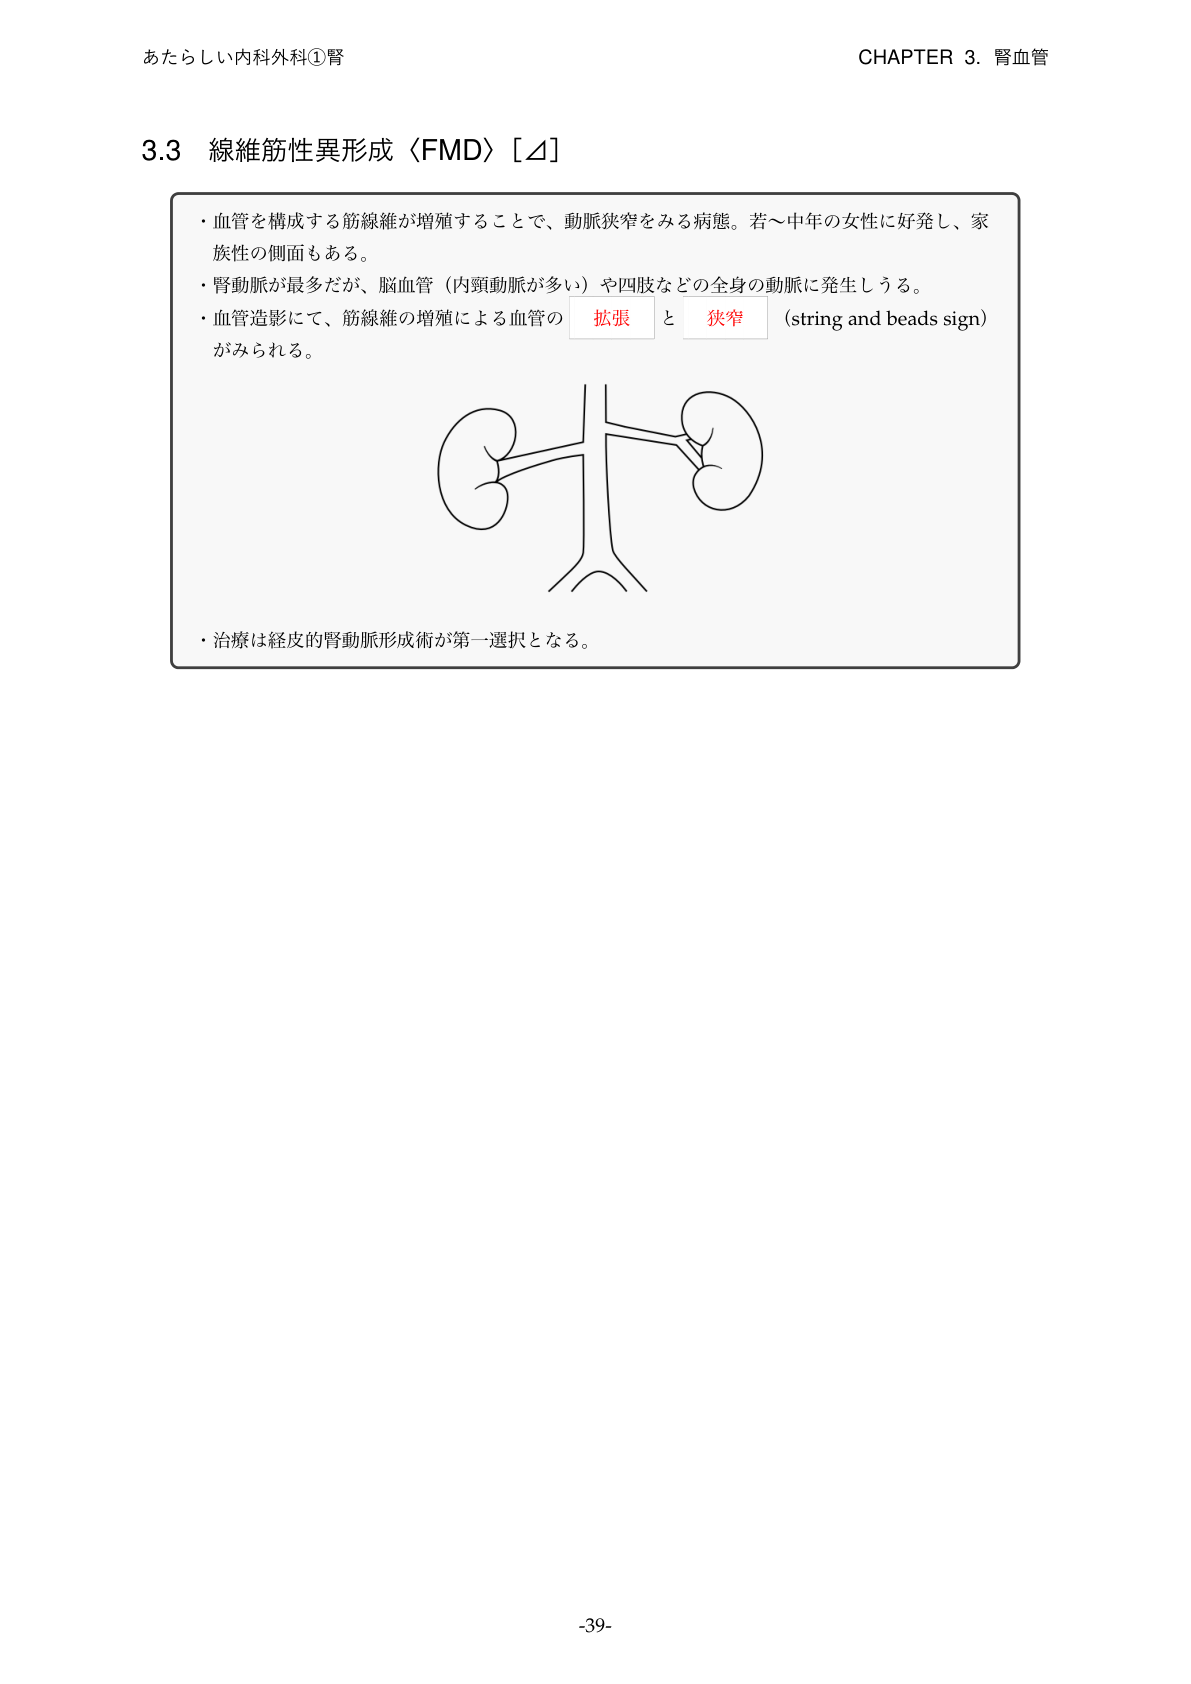 あたらしい内科外科①腎
CHAPTER 3. 腎血管
3.3 線維筋性異形成〈FMD〉[⊿]
・血管を構成する筋線維が増殖することで、動脈狭窄をみる病態。若〜中年の女性に好発し、家
族性の側面もある。
・腎動脈が最多だが、脳血管（内頸動脈が多い）や四肢などの全身の動脈に発生しうる。
・血管造影にて、筋線維の増殖による血管の 拡張 と 狭窄 （string and beads sign）
がみられる。
・治療は経皮的腎動脈形成術が第一選択となる。
-39-